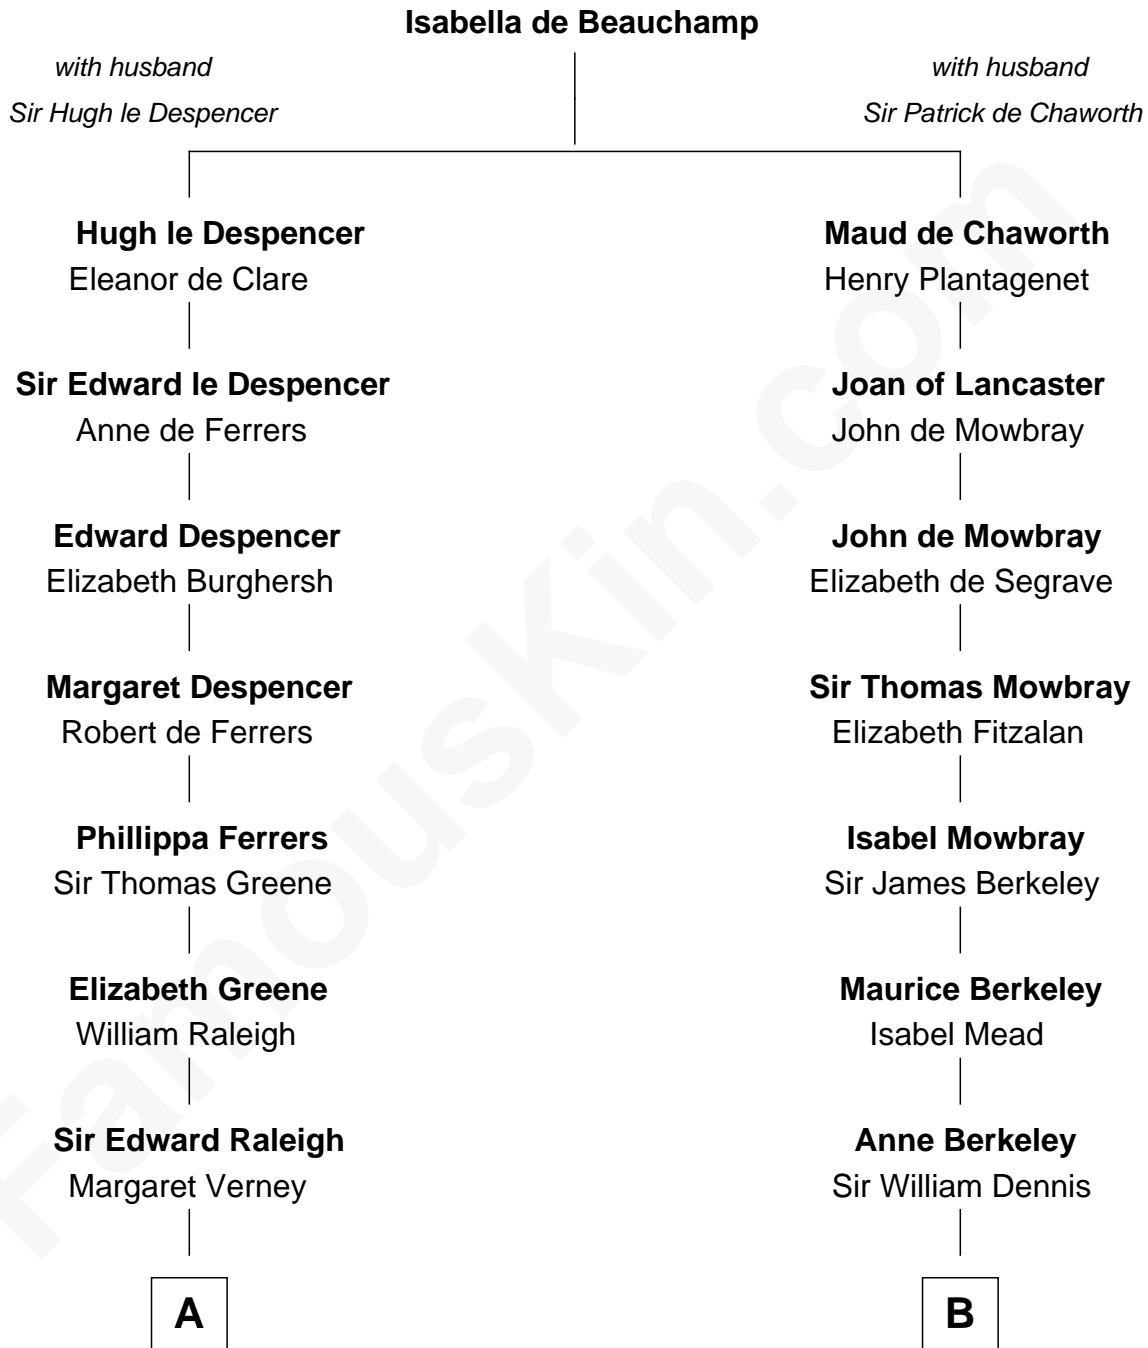 Isabella de Beauchamp
with husband
Sir Hugh le Despencer
with husband
Sir Patrick de Chaworth
Hugh le Despencer
Eleanor de Clare
Maud de Chaworth
Henry Plantagenet
Sir Edward le Despencer
Anne de Ferrers
Joan of Lancaster
John de Mowbray
Edward Despencer
Elizabeth Burghersh
John de Mowbray
Elizabeth de Segrave
Margaret Despencer
Robert de Ferrers
Sir Thomas Mowbray
Elizabeth Fitzalan
Phillippa Ferrers
Sir Thomas Greene
Isabel Mowbray
Sir James Berkeley
Elizabeth Greene
William Raleigh
Maurice Berkeley
Isabel Mead
Sir Edward Raleigh
Margaret Verney
Anne Berkeley
Sir William Dennis
A
B
FamousKin.com